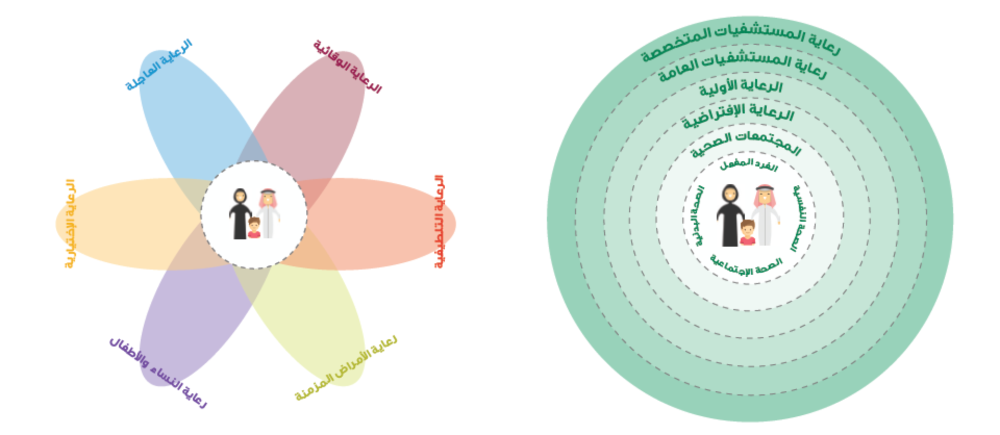 الرعاية الوقائية
الرعاية العاجلة
الرعاية التلطيفية
الرعاية الإختيارية
رعاية الأمراض المزمنة
رعاية النساء والأطفال
رعاية المستشفيات المتخصصة
رعاية المستشفيات العامة
الرعاية الأولية
الرعاية الإفتراضية
المجتمعات الصحية
الفرد المفعل
الصحة النفسية
الصحة البدنية
الصحة الإجتماعية